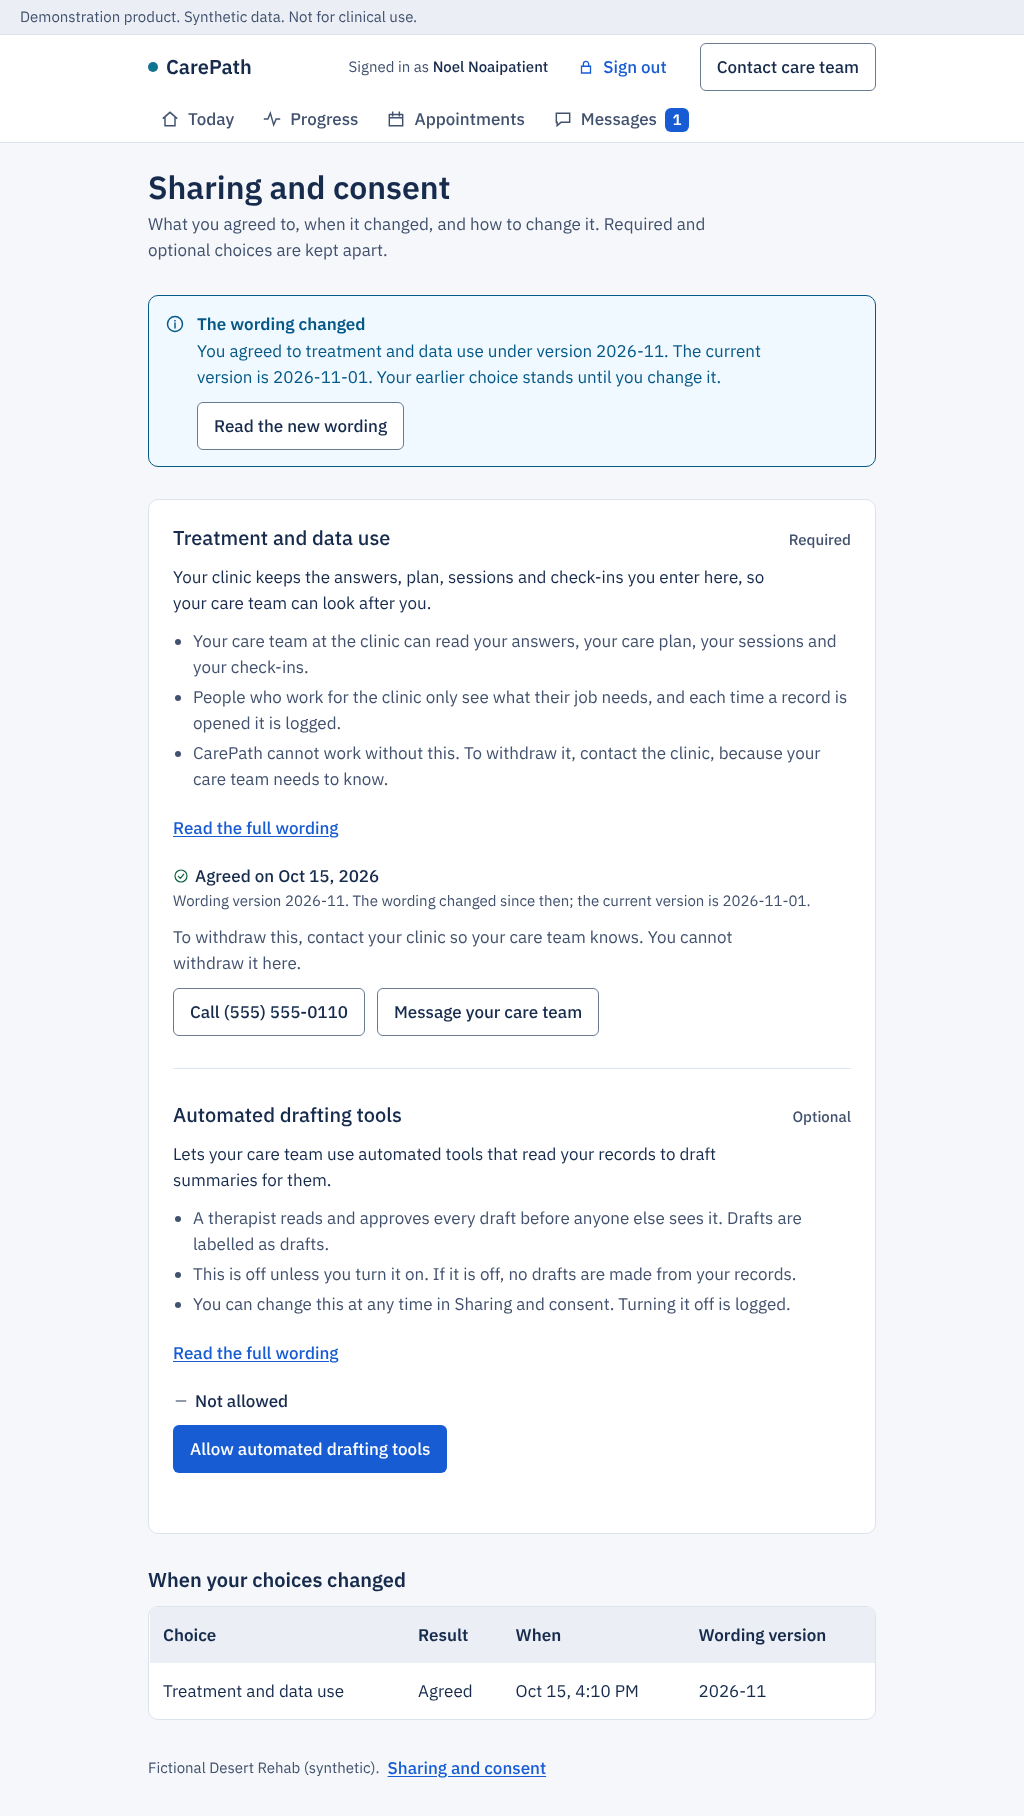 Demonstration product. Synthetic data. Not for clinical use.
CarePath
Signed in as Noel Noaipatient
Sign out
Contact care team
Today
Progress
Appointments
Messages 1
Sharing and consent
What you agreed to, when it changed, and how to change it. Required and
optional choices are kept apart.
The wording changed
You agreed to treatment and data use under version 2026-11. The current
version is 2026-11-01. Your earlier choice stands until you change it.
Read the new wording
Treatment and data use
Required
Your clinic keeps the answers, plan, sessions and check-ins you enter here, so
your care team can look after you.
Your care team at the clinic can read your answers, your care plan, your sessions and
your check-ins.
People who work for the clinic only see what their job needs, and each time a record is
opened it is logged.
CarePath cannot work without this. To withdraw it, contact the clinic, because your
care team needs to know.
Read the full wording
Agreed on Oct 15, 2026
Wording version 2026-11. The wording changed since then; the current version is 2026-11-01.
To withdraw this, contact your clinic so your care team knows. You cannot
withdraw it here.
Call (555) 555-0110
Message your care team
Automated drafting tools
Optional
Lets your care team use automated tools that read your records to draft
summaries for them.
A therapist reads and approves every draft before anyone else sees it. Drafts are
labelled as drafts.
This is off unless you turn it on. If it is off, no drafts are made from your records.
You can change this at any time in Sharing and consent. Turning it off is logged.
Read the full wording
Not allowed
Allow automated drafting tools
When your choices changed
Choice Result When Wording version
Treatment and data use Agreed Oct 15, 4:10 PM 2026-11
Fictional Desert Rehab (synthetic). Sharing and consent